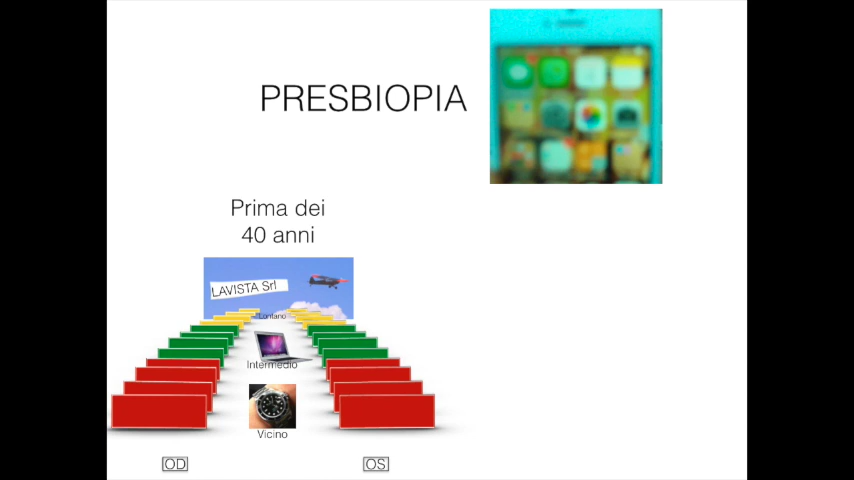 PRESBIOPIA
Prima dei
40 anni
LAVISTA Srl
Lontano
Intermedio
Vicino
OD
OS